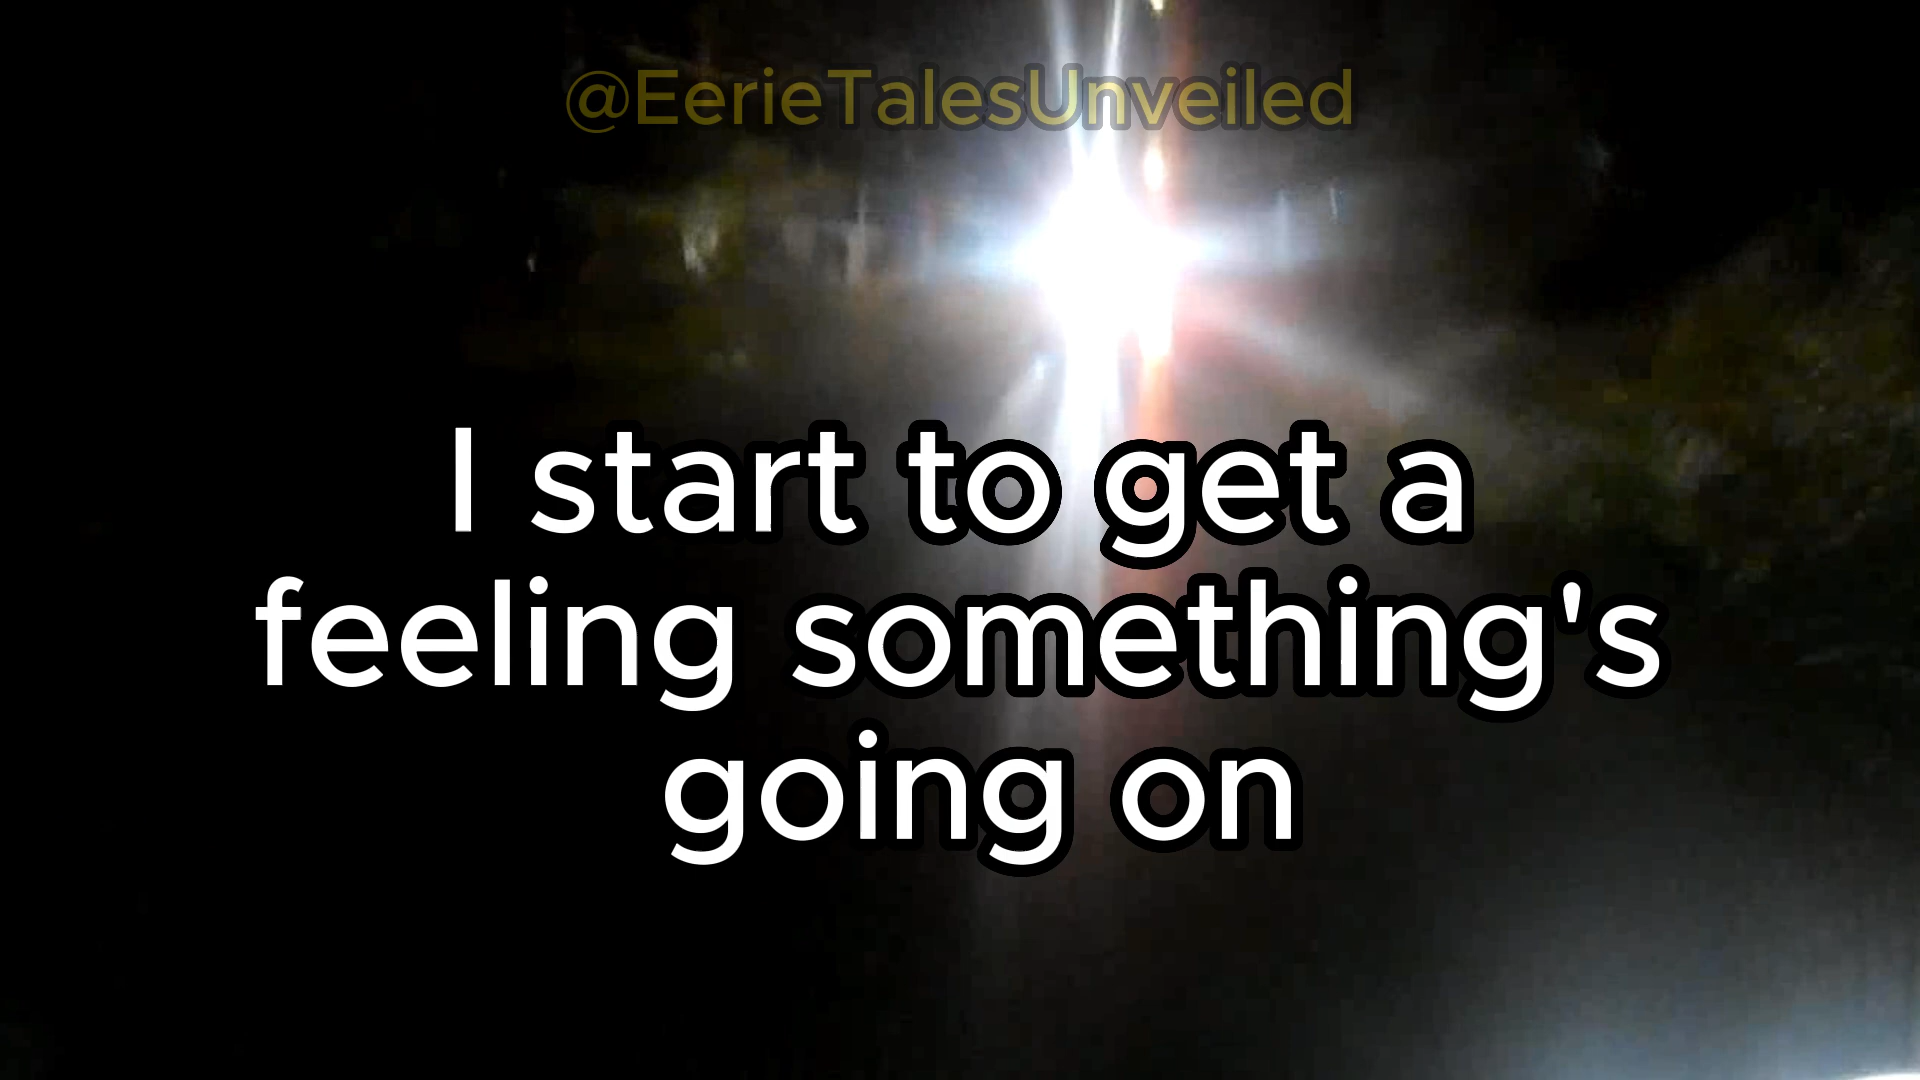 @EerieTalesUnveiled
I start to get a
feeling something's
going on